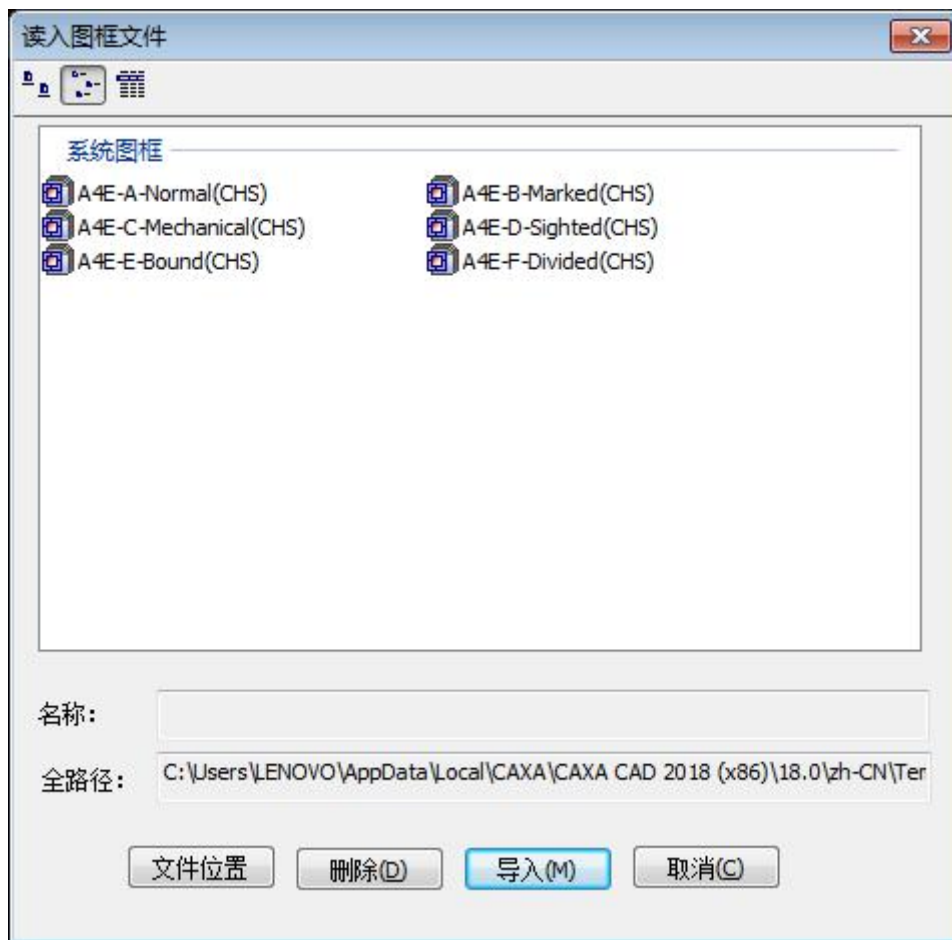 读入图框文件
系统图框
A4E-A-Normal(CHS) A4E-B-Marked(CHS)
A4E-C-Mechanical(CHS) A4E-D-Sighted(CHS)
A4E-E-Bound(CHS) A4E-F-Divided(CHS)
名称：
全路径： C:\Users\LENOVO\AppData\Local\CAXA\CAXA CAD 2018 (x86)\18.0\zh-CN\Ter
文件位置 删除(D) 导入(M) 取消(C)